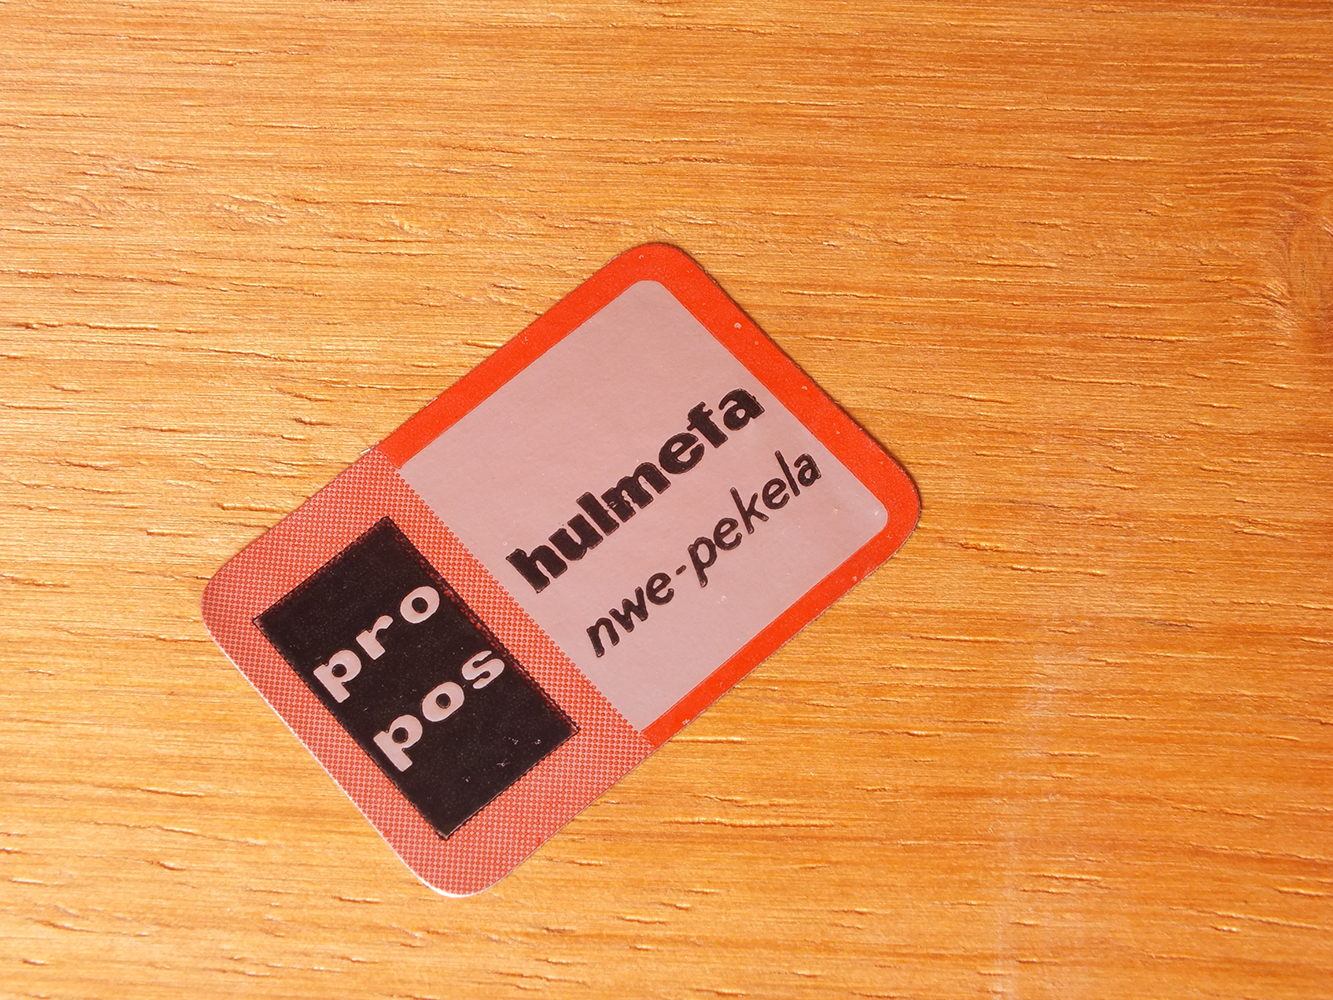 pro
pos
hulmefa
nwe-pekela